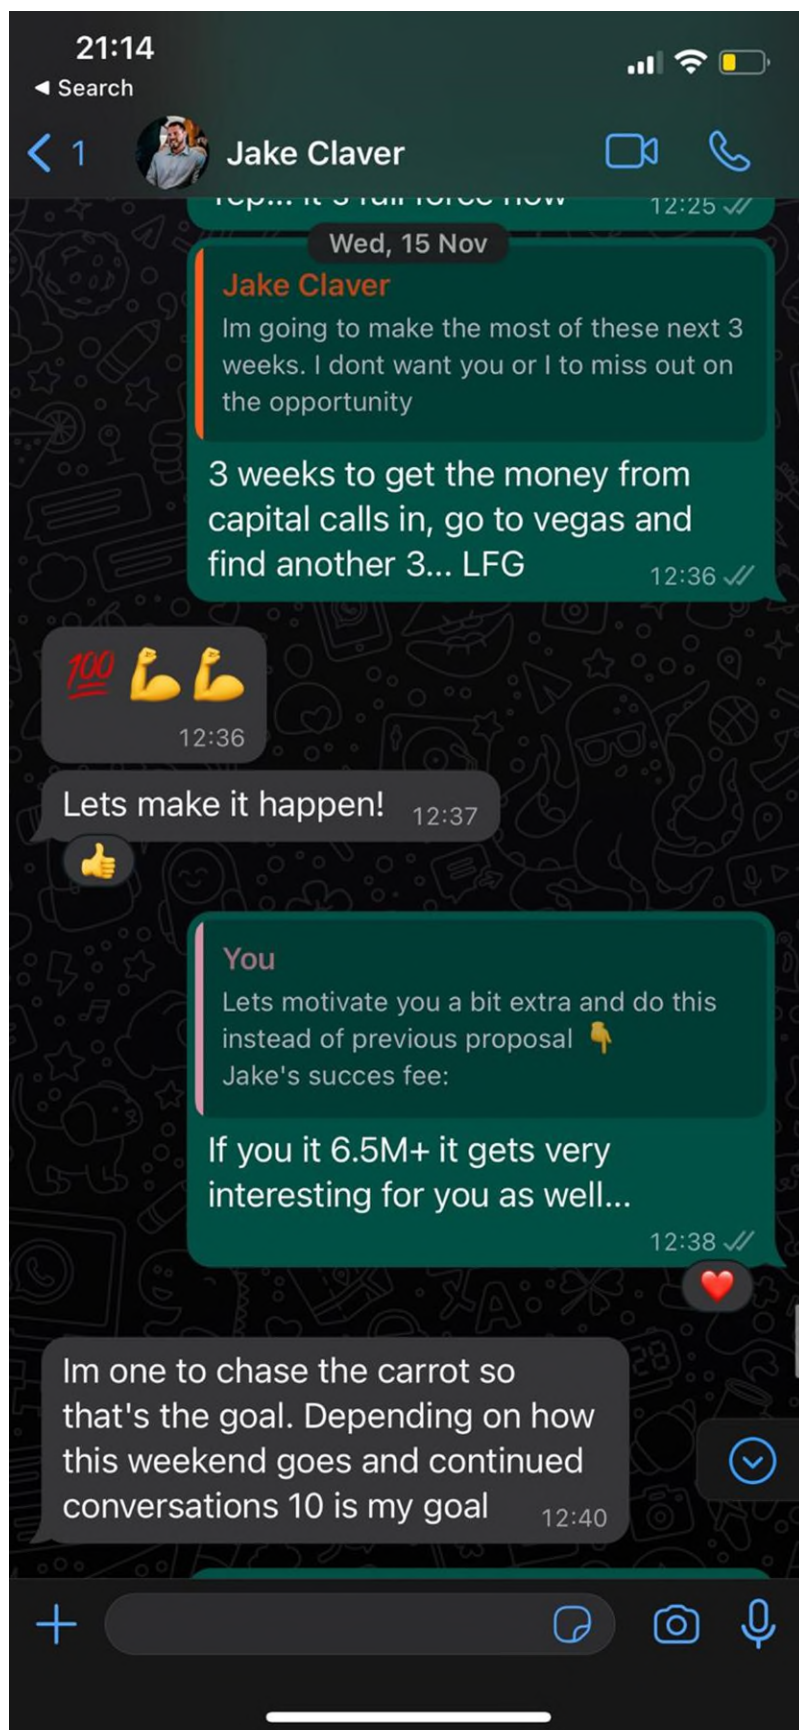 21:14
◀ Search
1
Jake Claver
12:25
Wed, 15 Nov
Jake Claver
Im going to make the most of these next 3
weeks. I dont want you or I to miss out on
the opportunity
3 weeks to get the money from
capital calls in, go to vegas and
find another 3... LFG
12:36
💯💪💪
12:36
Lets make it happen!
12:37
👍
You
Lets motivate you a bit extra and do this
instead of previous proposal 👇
Jake's succes fee:
If you it 6.5M+ it gets very
interesting for you as well...
12:38
❤️
Im one to chase the carrot so
that's the goal. Depending on how
this weekend goes and continued
conversations 10 is my goal
12:40